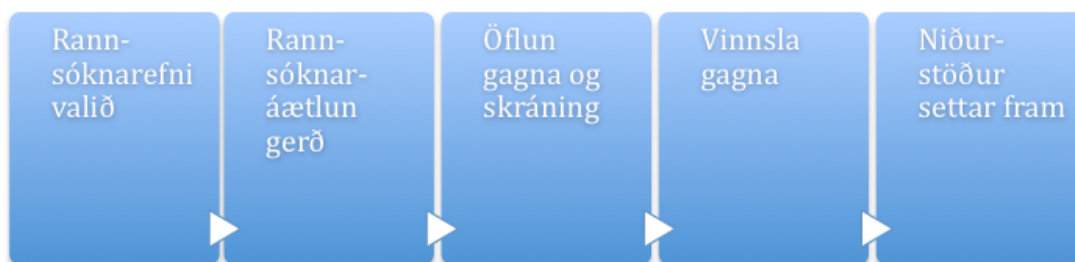 Rann-
sóknarefni
valið
Rann-
sóknar-
áætlun
gerð
Öflun
gagna og
skráning
Vinnsla
gagna
Niður-
stöður
settar fram